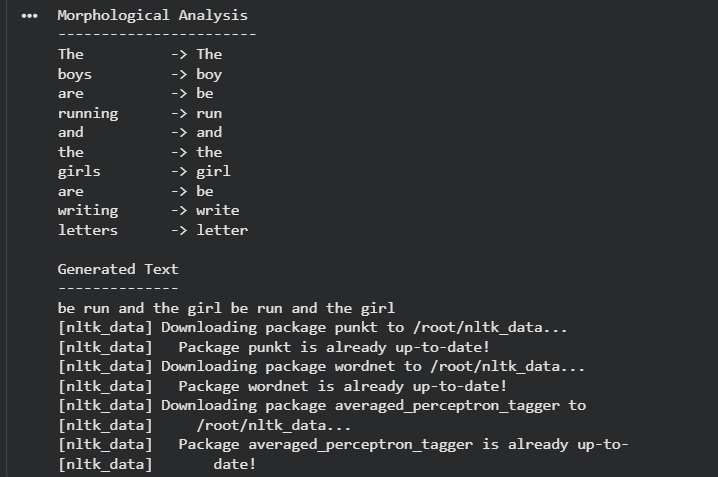 ••• Morphological Analysis
-----------------------
The          -> The
boys         -> boy
are          -> be
running      -> run
and          -> and
the          -> the
girls        -> girl
are          -> be
writing      -> write
letters      -> letter

Generated Text
--------------
be run and the girl be run and the girl
[nltk_data] Downloading package punkt to /root/nltk_data...
[nltk_data]   Package punkt is already up-to-date!
[nltk_data] Downloading package wordnet to /root/nltk_data...
[nltk_data]   Package wordnet is already up-to-date!
[nltk_data] Downloading package averaged_perceptron_tagger to
[nltk_data]     /root/nltk_data...
[nltk_data]   Package averaged_perceptron_tagger is already up-to-
[nltk_data]       date!